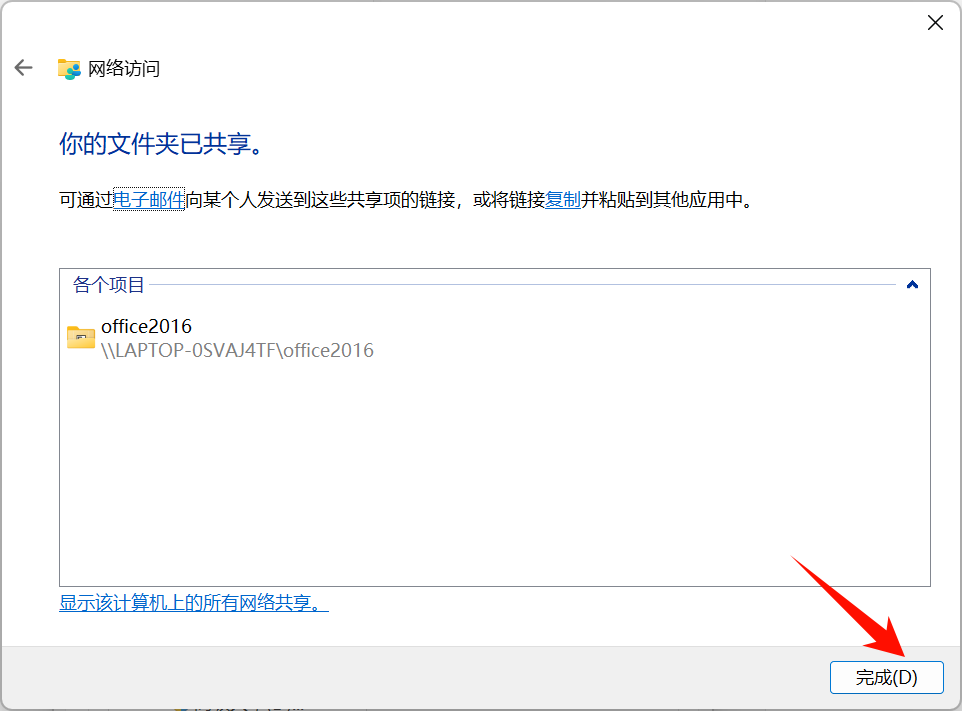 网络访问
你的文件夹已共享。
可通过电子邮件向某个人发送到这些共享项的链接，或将链接复制并粘贴到其他应用中。
各个项目
office2016
\\LAPTOP-0SVAJ4TF\office2016
显示该计算机上的所有网络共享。
完成(D)